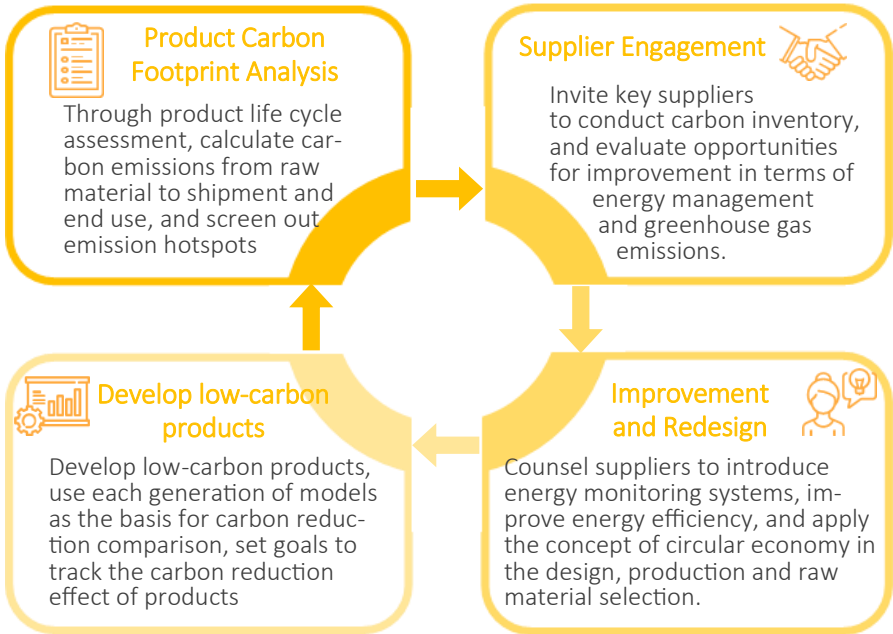 Product Carbon
Footprint Analysis
Through product life cycle
assessment, calculate car-
bon emissions from raw
material to shipment and
end use, and screen out
emission hotspots
Supplier Engagement
Invite key suppliers
to conduct carbon inventory,
and evaluate opportunities
for improvement in terms of
energy management
and greenhouse gas
emissions.
Improvement
and Redesign
Counsel suppliers to introduce
energy monitoring systems, im-
prove energy efficiency, and apply
the concept of circular economy in
the design, production and raw
material selection.
Develop low-carbon
products
Develop low-carbon products,
use each generation of models
as the basis for carbon reduc-
tion comparison, set goals to
track the carbon reduction
effect of products